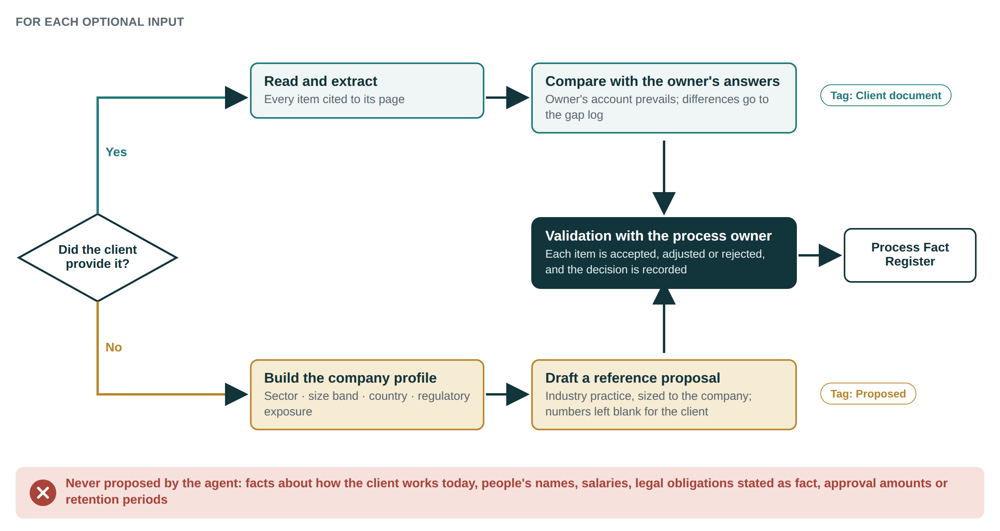 FOR EACH OPTIONAL INPUT
Read and extract
Every item cited to its page
Compare with the owner's answers
Owner's account prevails; differences go to
the gap log
Tag: Client document
Yes
Did the client
provide it?
Validation with the process owner
Each item is accepted, adjusted or rejected,
and the decision is recorded
Process Fact
Register
No
Build the company profile
Sector · size band · country · regulatory
exposure
Draft a reference proposal
Industry practice, sized to the company;
numbers left blank for the client
Tag: Proposed
Never proposed by the agent: facts about how the client works today, people's names, salaries, legal obligations stated as fact, approval amounts or
retention periods